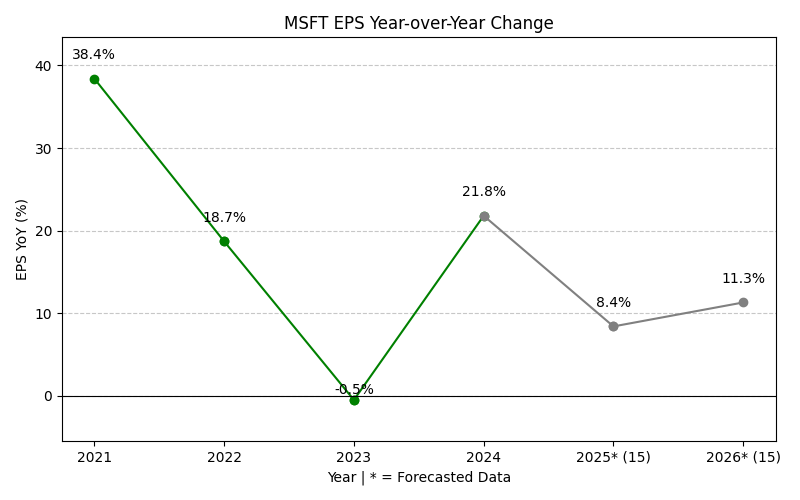 MSFT EPS Year-over-Year Change
38.4%
40
30
21.8%
18.7%
20
EPS YoY (%)
11.3%
8.4%
10
-0.5%
0
2021 2022 2023 2024 2025* (15) 2026* (15)
Year | * = Forecasted Data